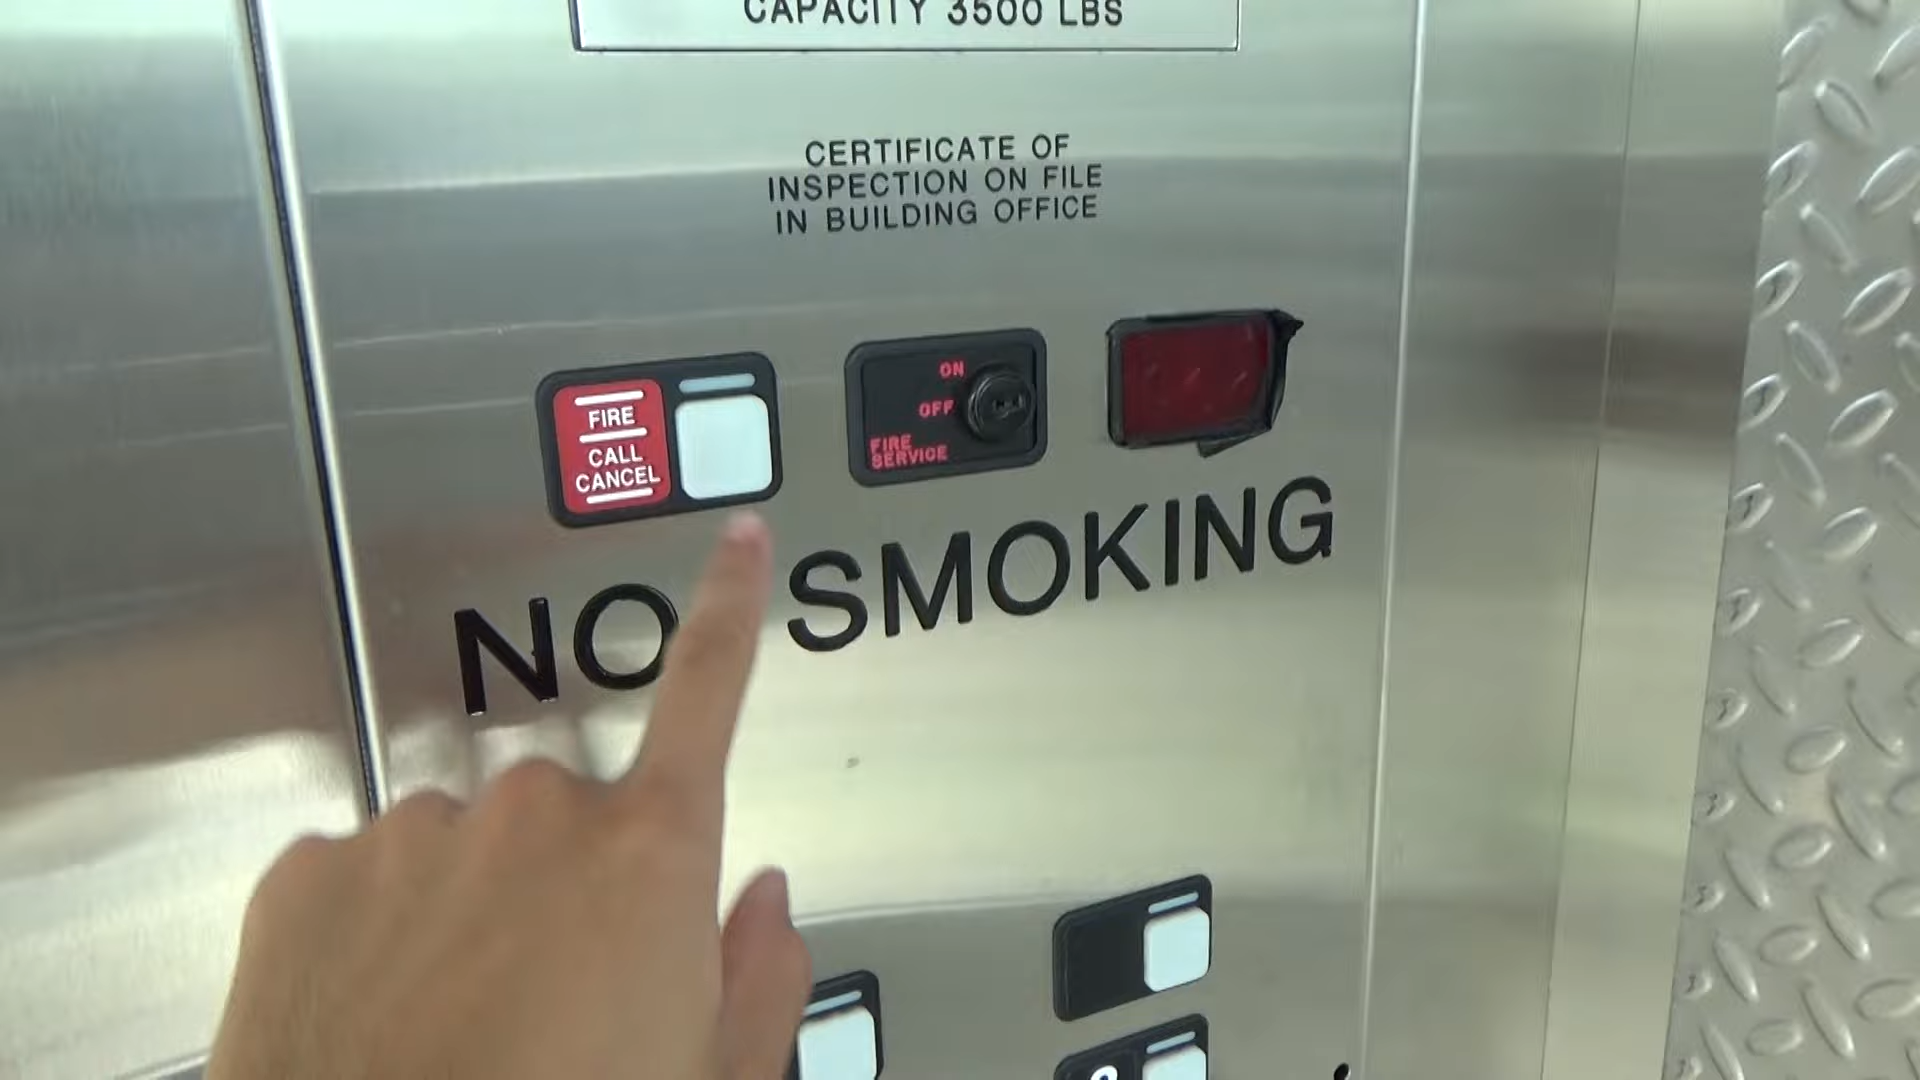 CAPACITY 3500 LBS
CERTIFICATE OF
INSPECTION ON FILE
IN BUILDING OFFICE
FIRE
CALL
CANCEL
ON
OFF
FIRE
SERVICE
NO SMOKING